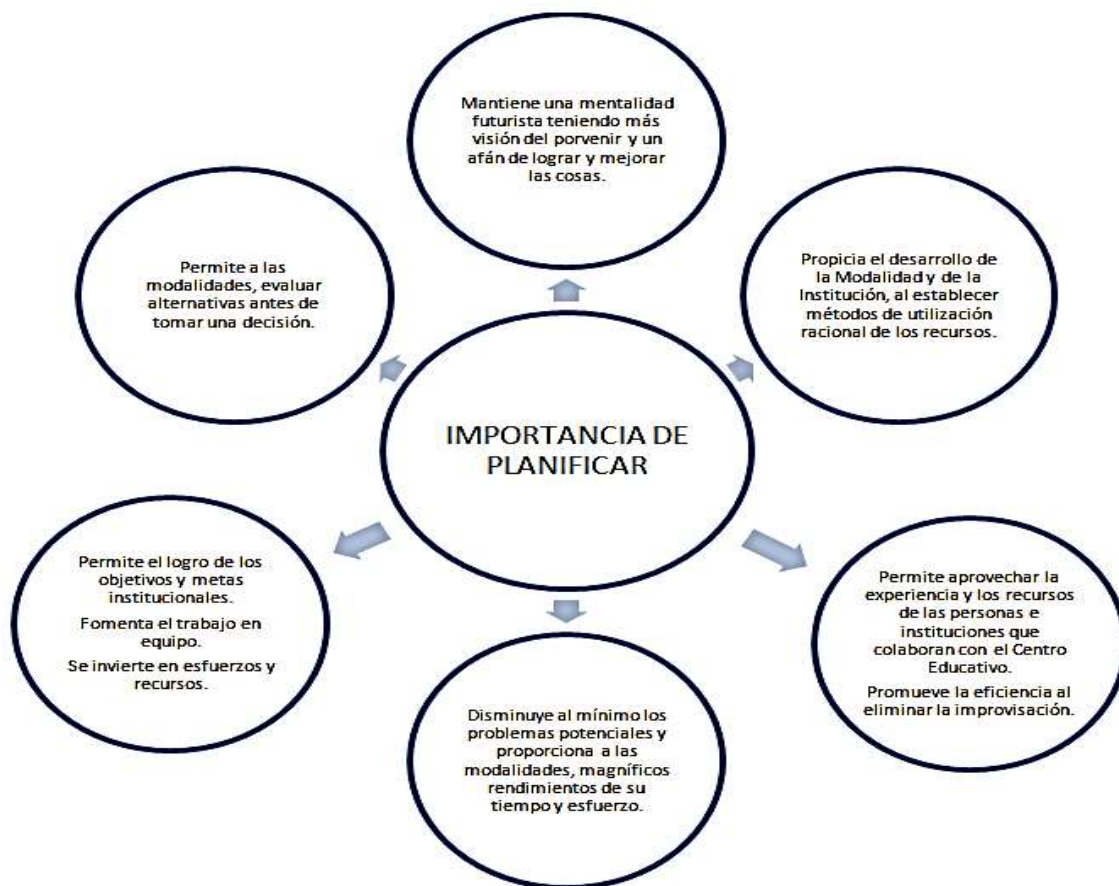 Mantiene una mentalidad
futurista teniendo más
visión del porvenir y un
afán de lograr y mejorar
las cosas.
Permite a las
modalidades, evaluar
alternativas antes de
tomar una decisión.
Propicia el desarrollo de
la Modalidad y de la
Institución, al establecer
métodos de utilización
racional de los recursos.
IMPORTANCIA DE
PLANIFICAR
Permite el logro de los
objetivos y metas
institucionales.
Fomenta el trabajo en
equipo.
Se invierte en esfuerzos y
recursos.
Permite aprovechar la
experiencia y los recursos
de las personas e
instituciones que
colaboran con el Centro
Educativo.
Promueve la eficiencia al
eliminar la improvisación.
Disminuye al mínimo los
problemas potenciales y
proporciona a las
modalidades, magníficos
rendimientos de su
tiempo y esfuerzo.